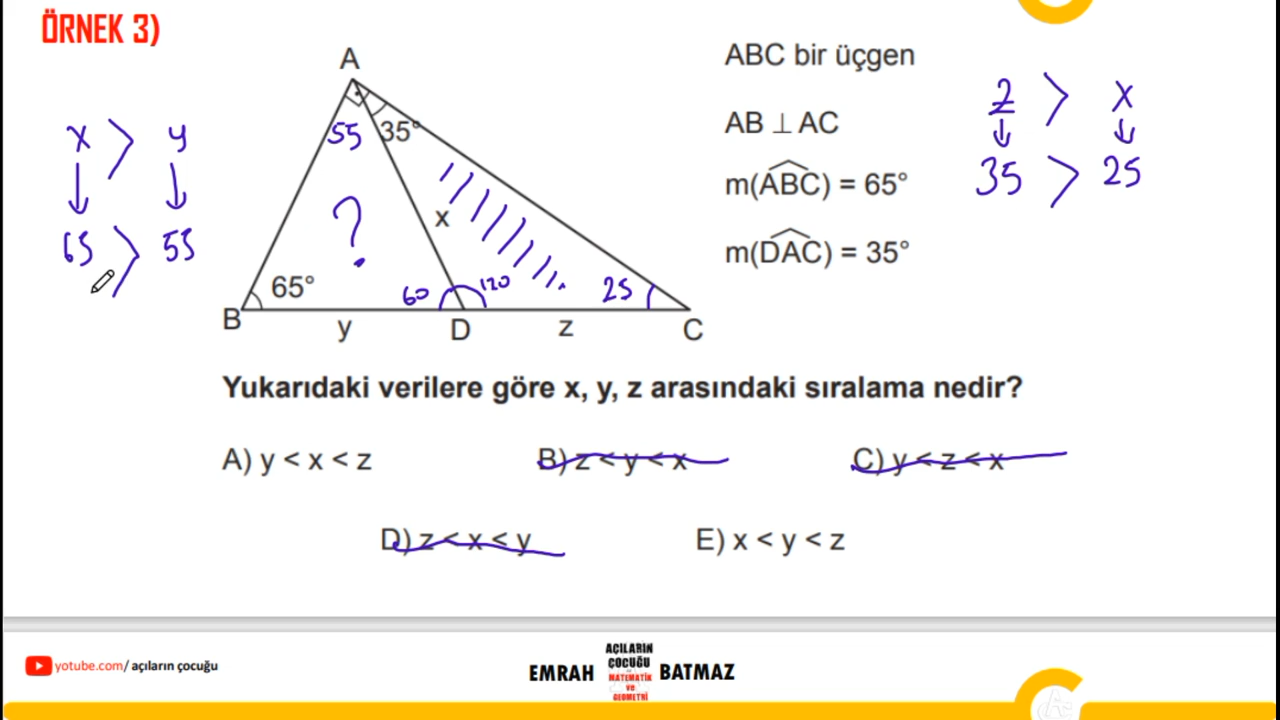 ÖRNEK 3)
A
55
35°
x
?
65°
60
120
25
B
y
D
z
C
ABC bir üçgen
AB ⊥ AC
m(ABC) = 65°
m(DAC) = 35°
x > y
↓ ↓
65 > 55
z > x
↓ ↓
35 > 25
Yukarıdaki verilere göre x, y, z arasındaki sıralama nedir?
A) y < x < z
B) z < y < x
C) y < z < x
D) z < x < y
E) x < y < z
yotube.com/ açıların çocuğu
EMRAH
AÇILARIN
ÇOCUĞU
MATEMATİK
ve
GEOMETRİ
BATMAZ